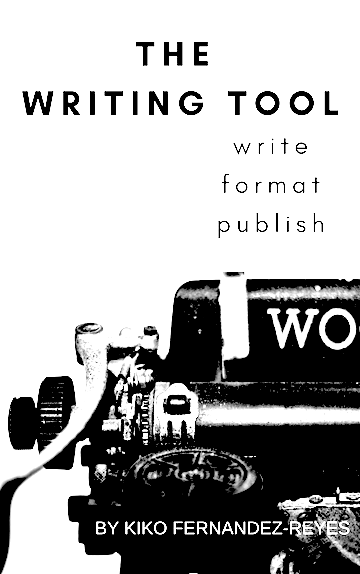 THE
WRITING TOOL
write
format
publish
WO
BY KIKO FERNANDEZ-REYES